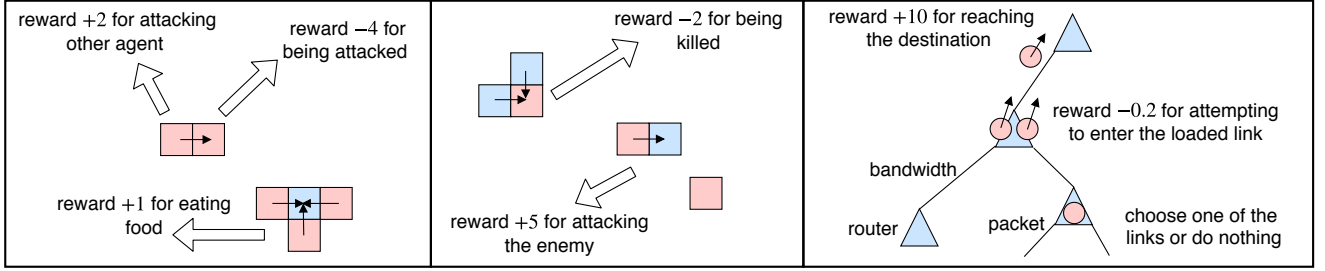 reward +2 for attacking
other agent
reward −4 for
being attacked
reward +1 for eating
food
reward −2 for being
killed
reward +5 for attacking
the enemy
reward +10 for reaching
the destination
reward −0.2 for attempting
to enter the loaded link
bandwidth
router
packet
choose one of the
links or do nothing